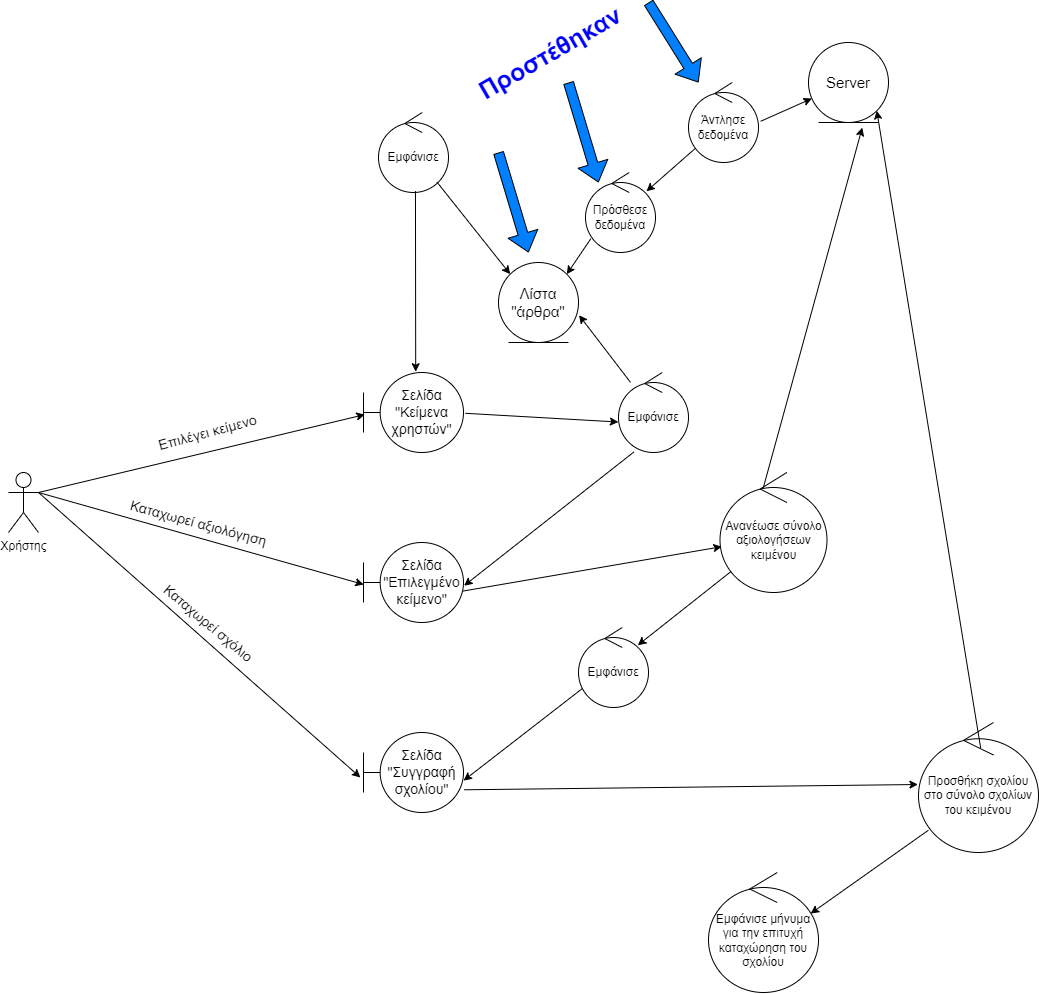 Προστέθηκαν
Server
Άντλησε
δεδομένα
Εμφάνισε
Πρόσθεσε
δεδομένα
Λίστα
"άρθρα"
Σελίδα
"Κείμενα
χρηστών"
Εμφάνισε
Επιλέγει κείμενο
Χρήστης
Καταχωρεί αξιολόγηση
Ανανέωσε σύνολο
αξιολογήσεων
κειμένου
Σελίδα
"Επιλεγμένο
κείμενο"
Καταχωρεί σχόλιο
Εμφάνισε
Σελίδα
"Συγγραφή
σχολίου"
Προσθήκη σχολίου
στο σύνολο σχολίων
του κειμένου
Εμφάνισε μήνυμα
για την επιτυχή
καταχώρηση του
σχολίου